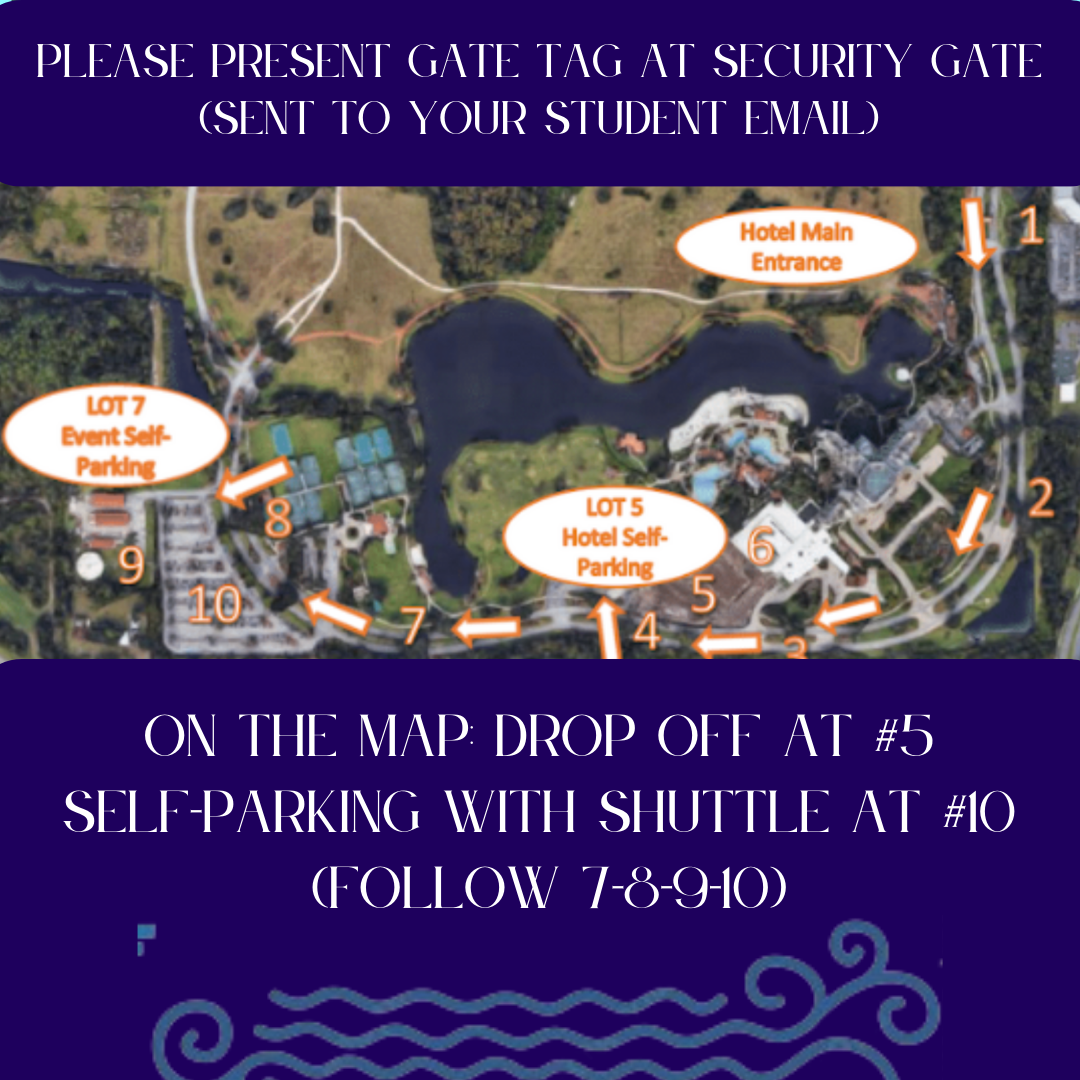 PLEASE PRESENT GATE TAG AT SECURITY GATE
(SENT TO YOUR STUDENT EMAIL)
Hotel Main
Entrance
1
LOT 7
Event Self-
Parking
8
2
LOT 5
Hotel Self-
Parking
6
9
10
5
7
4
3
ON THE MAP: DROP OFF AT #5
SELF-PARKING WITH SHUTTLE AT #10
(FOLLOW 7-8-9-10)